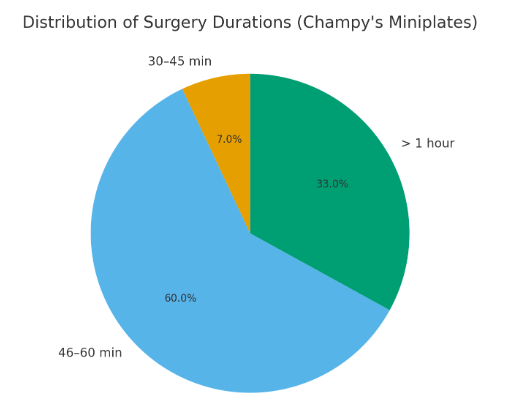 Distribution of Surgery Durations (Champy's Miniplates)
30–45 min
7.0%
> 1 hour
33.0%
60.0%
46–60 min